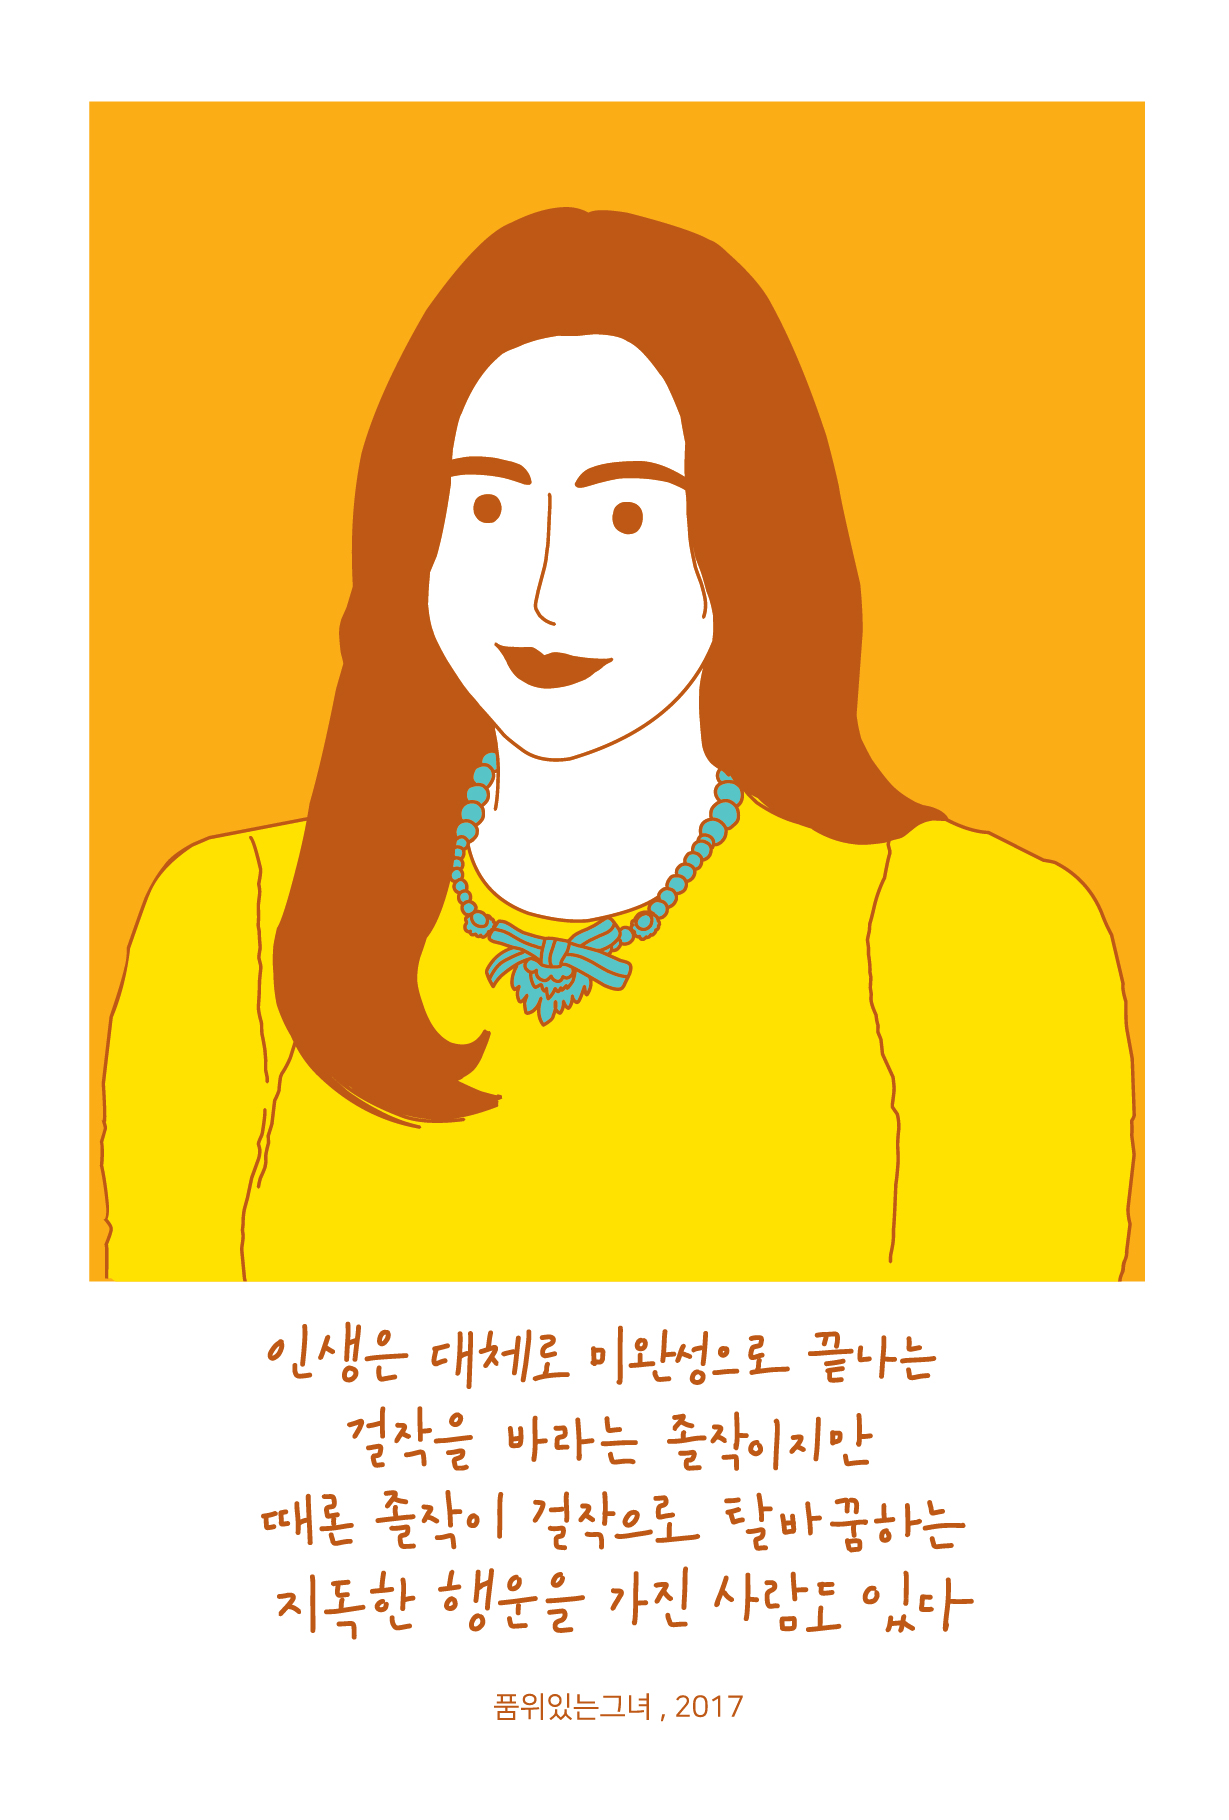 인생은 대체로 미완성으로 끝나는
걸작을 바라는 졸작이지만
때론 졸작이 걸작으로 탈바꿈하는
지독한 행운을 가진 사람도 있다
품위있는그녀 , 2017